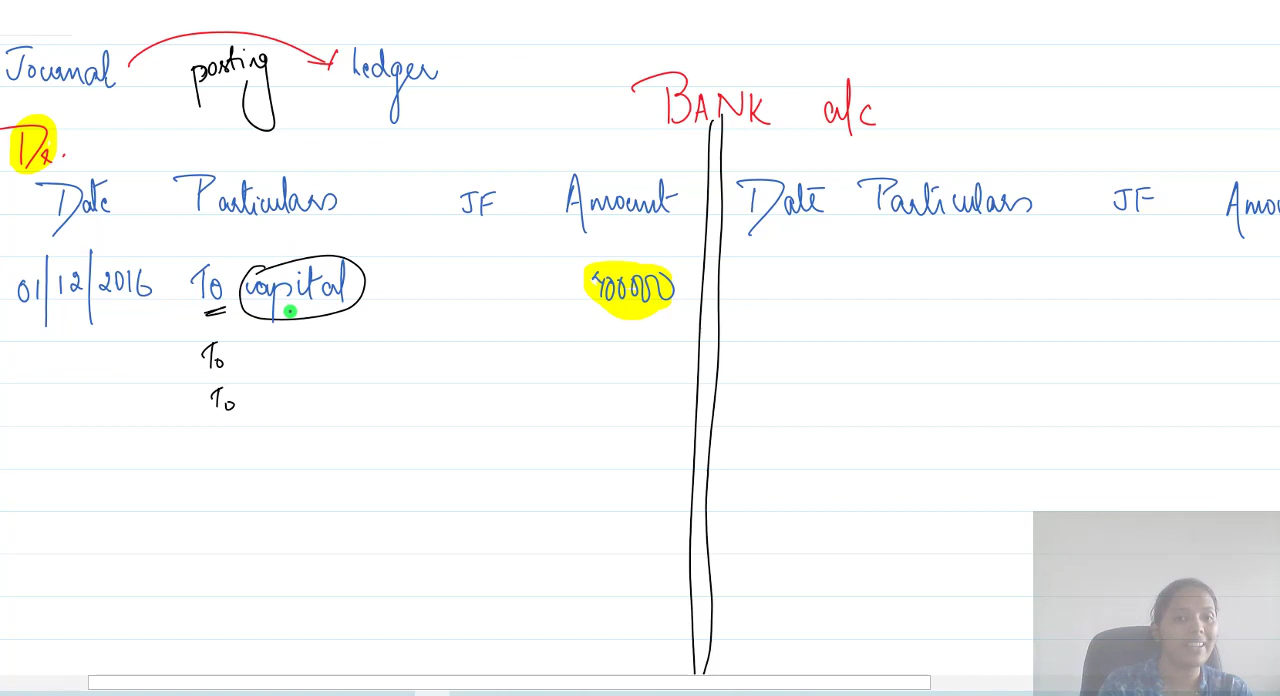 Journal posting Ledger
BANK a/c
Dr.
Date Particulars JF Amount Date Particulars JF Amou
01/12/2016 To capital
To
To